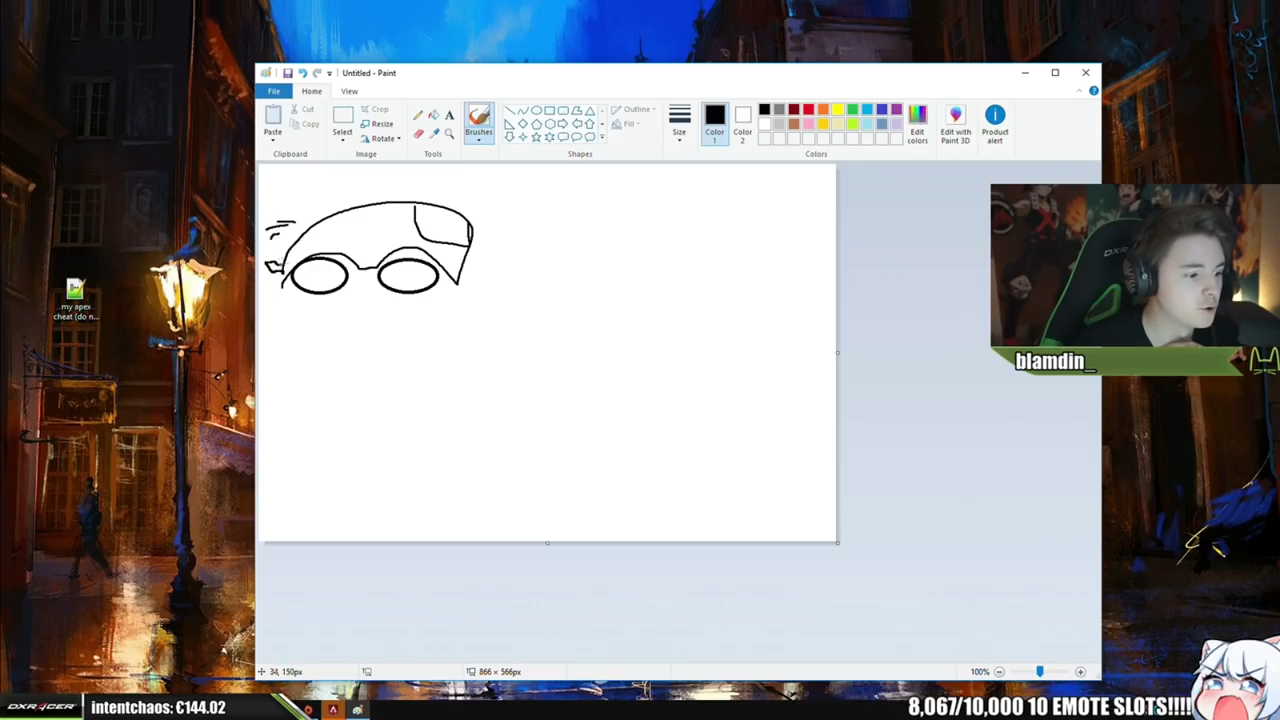 Untitled - Paint
File
Home
View
Paste
Cut
Copy
Clipboard
Select
Crop
Resize
Rotate
Image
A
Tools
Brushes
Outline
Fill
Shapes
Size
Color
1
Color
2
Edit
colors
Colors
Edit with
Paint 3D
Product
alert
my apex
cheat (do n...
DXRACER
blamdin_
34, 150px
866 × 566px
100%
DXRACER
intentchaos: €144.02
8,067/10,000 10 EMOTE SLOTS!!!!